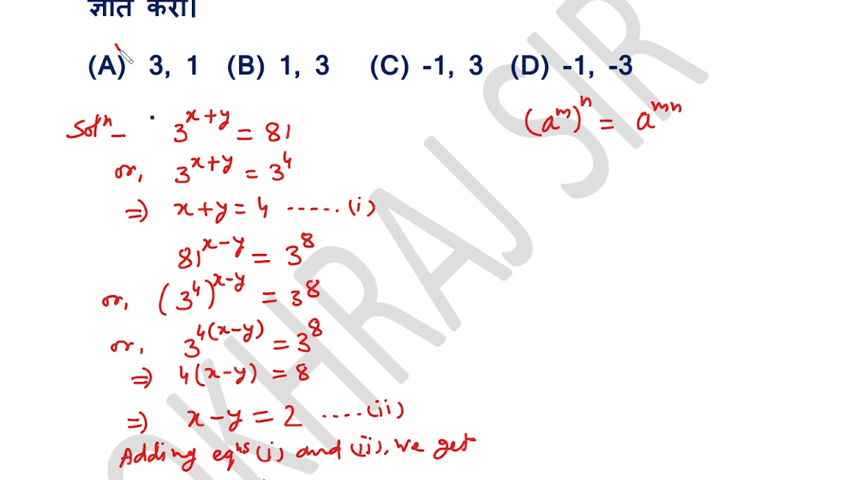 ज्ञात करो।
(A) 3, 1 (B) 1, 3 (C) -1, 3 (D) -1, -3
Solⁿ– 3^{x+y} = 81
(a^m)^n = a^{mn}
or, 3^{x+y} = 3^4
⇒) x+y = 4 ......(i)
81^{x-y} = 3^8
or, (3^4)^{x-y} = 3^8
or, 3^{4(x-y)} = 3^8
⇒) 4(x-y) = 8
⇒) x-y = 2 ....(ii)
Adding eqⁿˢ (i) and (ii), we get
OKHRAJ SIR